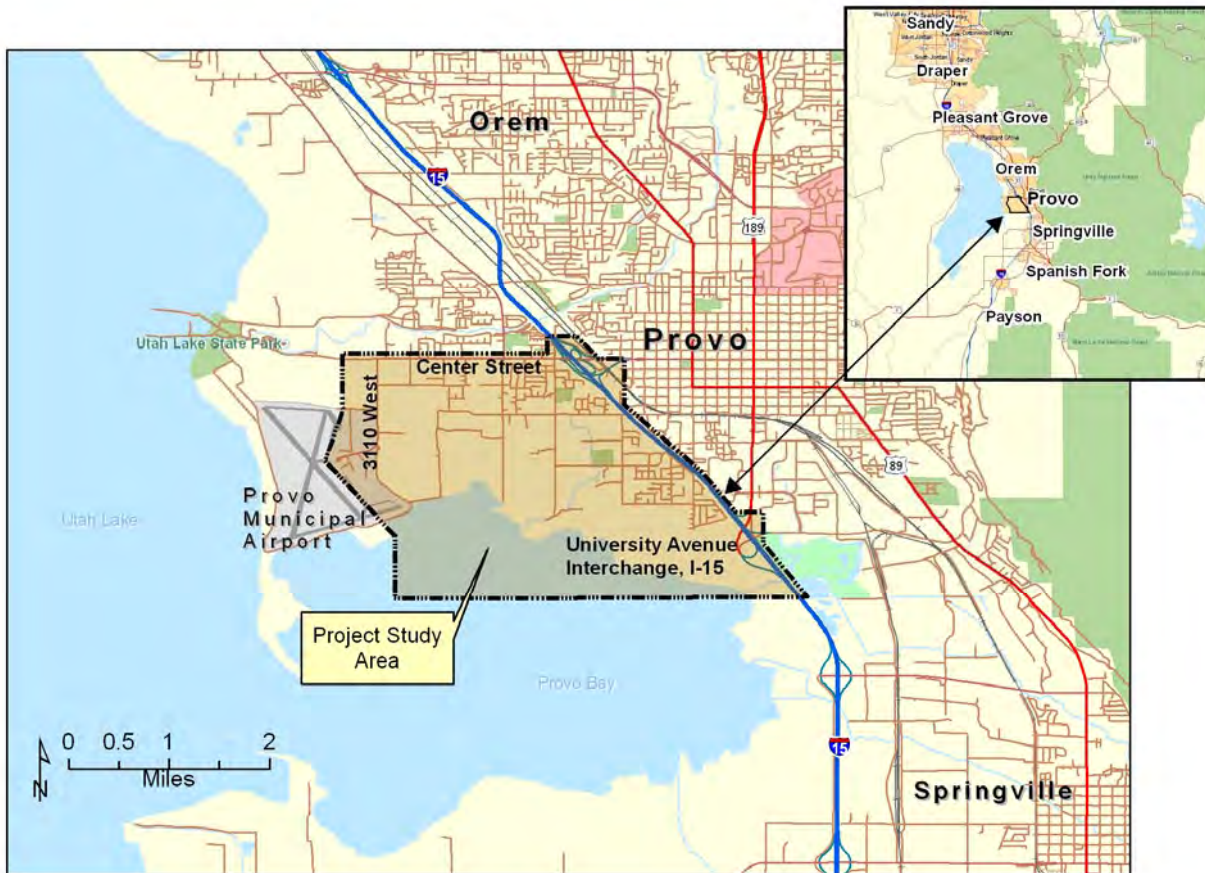 Sandy
Draper
Draper
Pleasant Grove
Orem
Provo
Springville
Spanish Fork
Payson
Orem
15
189
Provo
Utah Lake State Park
Center Street
3110 West
89
Provo
Municipal
Airport
Utah Lake
University Avenue
Interchange, I-15
Project Study
Area
Provo Bay
0 0.5 1 2
Miles
N
15
Springville